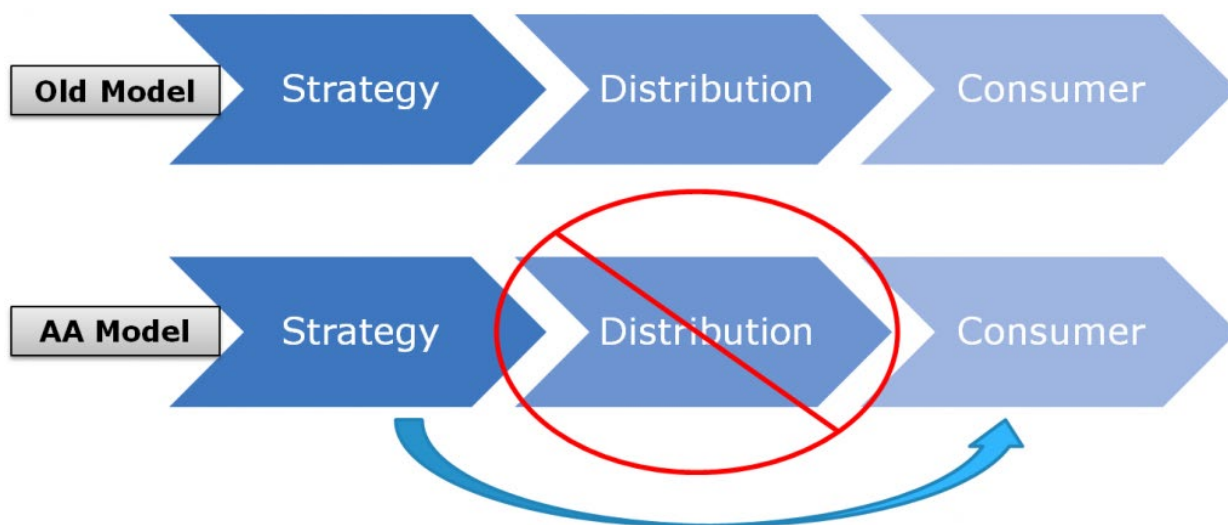 Old Model
Strategy
Distribution
Consumer
AA Model
Strategy
Distribution
Consumer